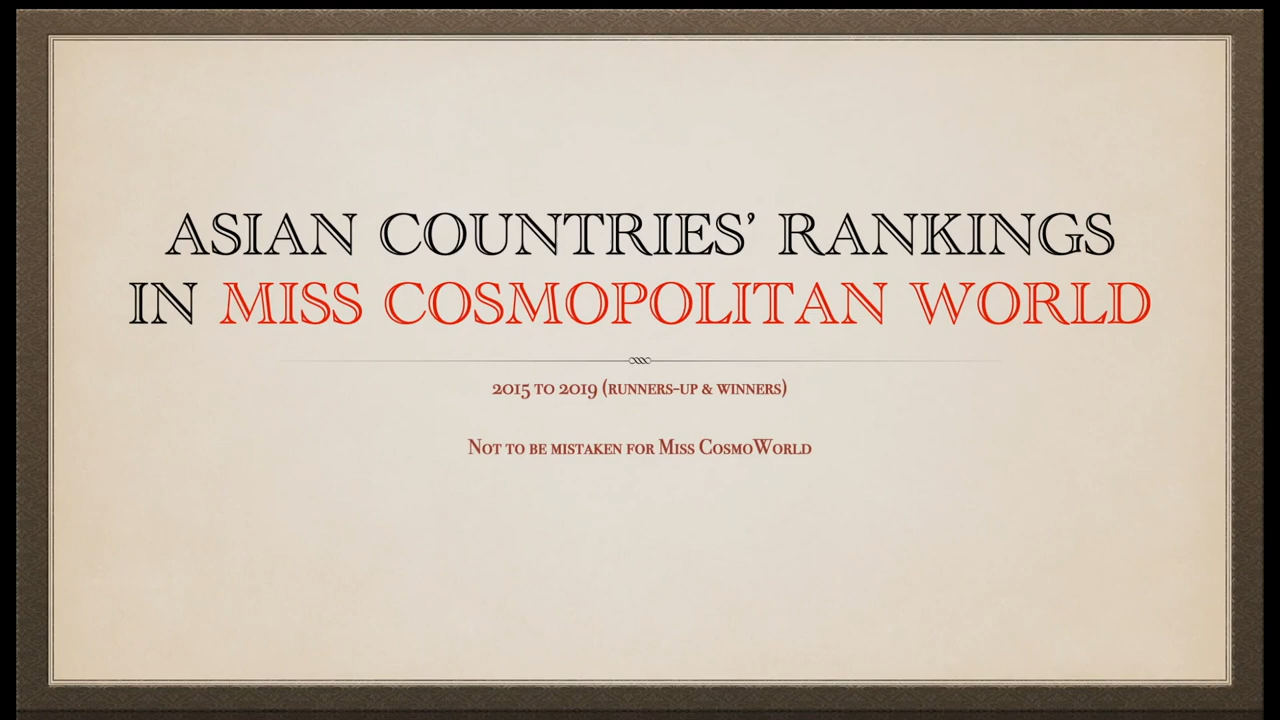 ASIAN COUNTRIES’ RANKINGS
IN MISS COSMOPOLITAN WORLD
2015 TO 2019 (RUNNERS-UP & WINNERS)
NOT TO BE MISTAKEN FOR MISS COSMOWORLD